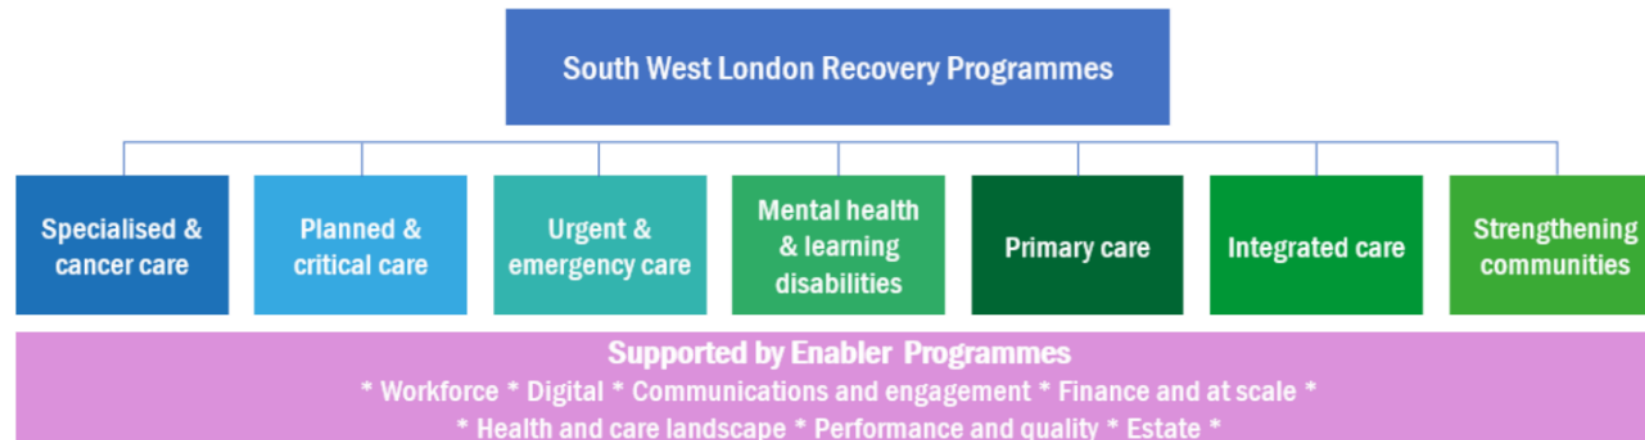 South West London Recovery Programmes
Specialised &
cancer care
Planned &
critical care
Urgent &
emergency care
Mental health
& learning
disabilities
Primary care
Integrated care
Strengthening
communities
Supported by Enabler Programmes
* Workforce * Digital * Communications and engagement * Finance and at scale *
* Health and care landscape * Performance and quality * Estate *